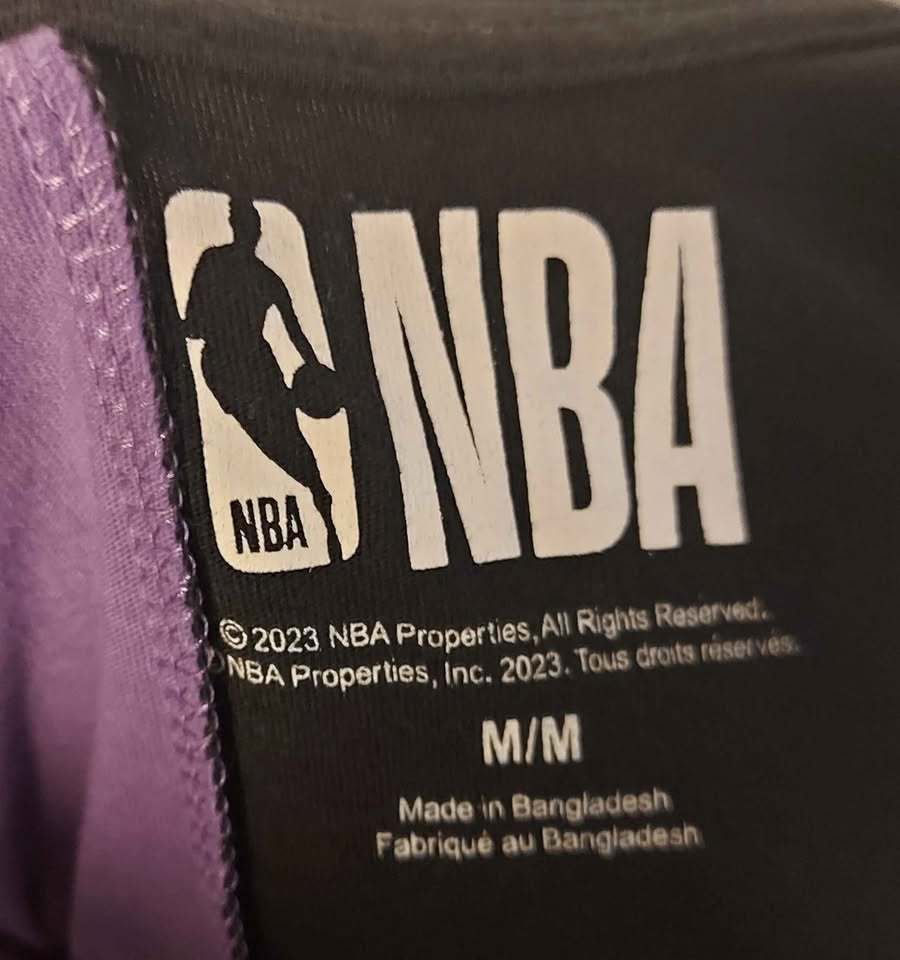 NBA
NBA
© 2023 NBA Properties, All Rights Reserved.
NBA Properties, Inc. 2023. Tous droits réservés.
M/M
Made in Bangladesh
Fabriqué au Bangladesh